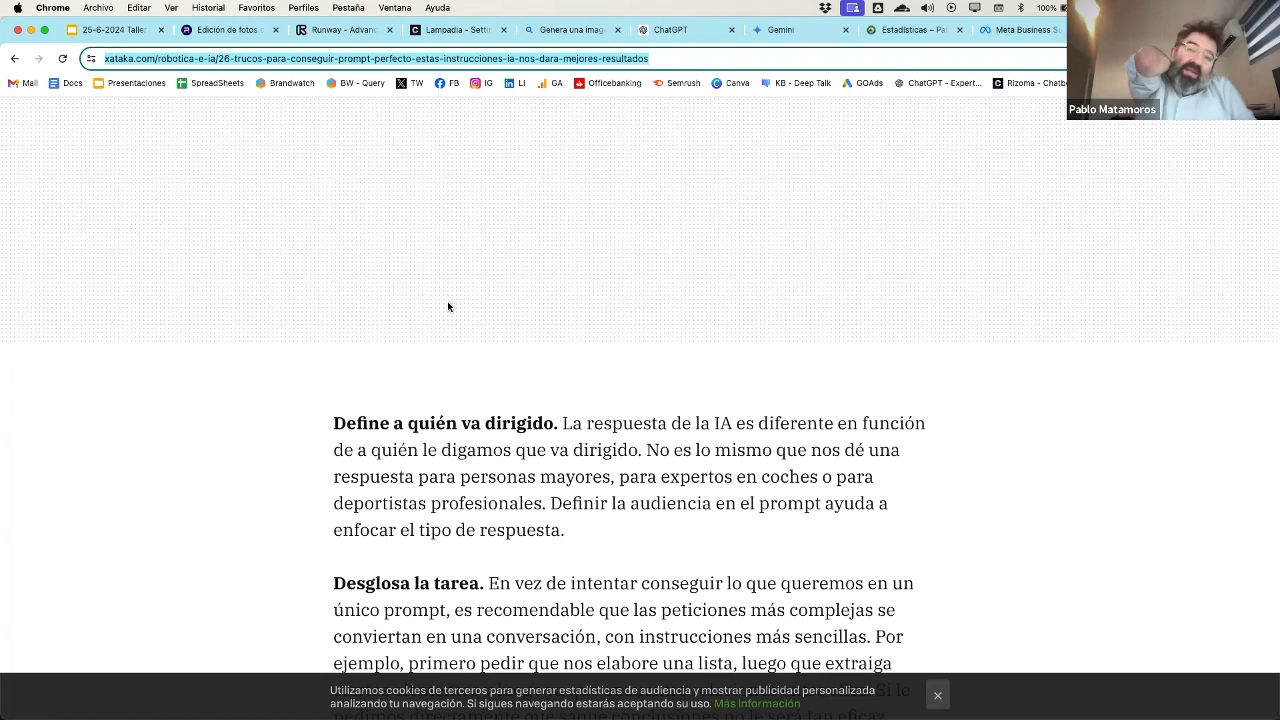 Chrome Archivo Editar Ver Historial Favoritos Perfiles Pestaña Ventana Ayuda 100%
25-6-2024 Taller Edición de fotos Runway - Advanc Lampadia - Settin Genera una imag ChatGPT Gemini Estadísticas – Pa Meta Business Su
xataka.com/robotica-e-ia/26-trucos-para-conseguir-prompt-perfecto-estas-instrucciones-ia-nos-dara-mejores-resultados
Mail Docs Presentaciones SpreadSheets Brandwatch BW - Query TW FB IG LI GA Officebanking Semrush Canva KB - Deep Talk GOAds ChatGPT - Expert... Rizoma - Chatb
Pablo Matamoros
Define a quién va dirigido. La respuesta de la IA es diferente en función
de a quién le digamos que va dirigido. No es lo mismo que nos dé una
respuesta para personas mayores, para expertos en coches o para
deportistas profesionales. Definir la audiencia en el prompt ayuda a
enfocar el tipo de respuesta.
Desglosa la tarea. En vez de intentar conseguir lo que queremos en un
único prompt, es recomendable que las peticiones más complejas se
conviertan en una conversación, con instrucciones más sencillas. Por
ejemplo, primero pedir que nos elabore una lista, luego que extraiga
Utilizamos cookies de terceros para generar estadísticas de audiencia y mostrar publicidad personalizada
analizando tu navegación. Si sigues navegando estarás aceptando su uso. Más información